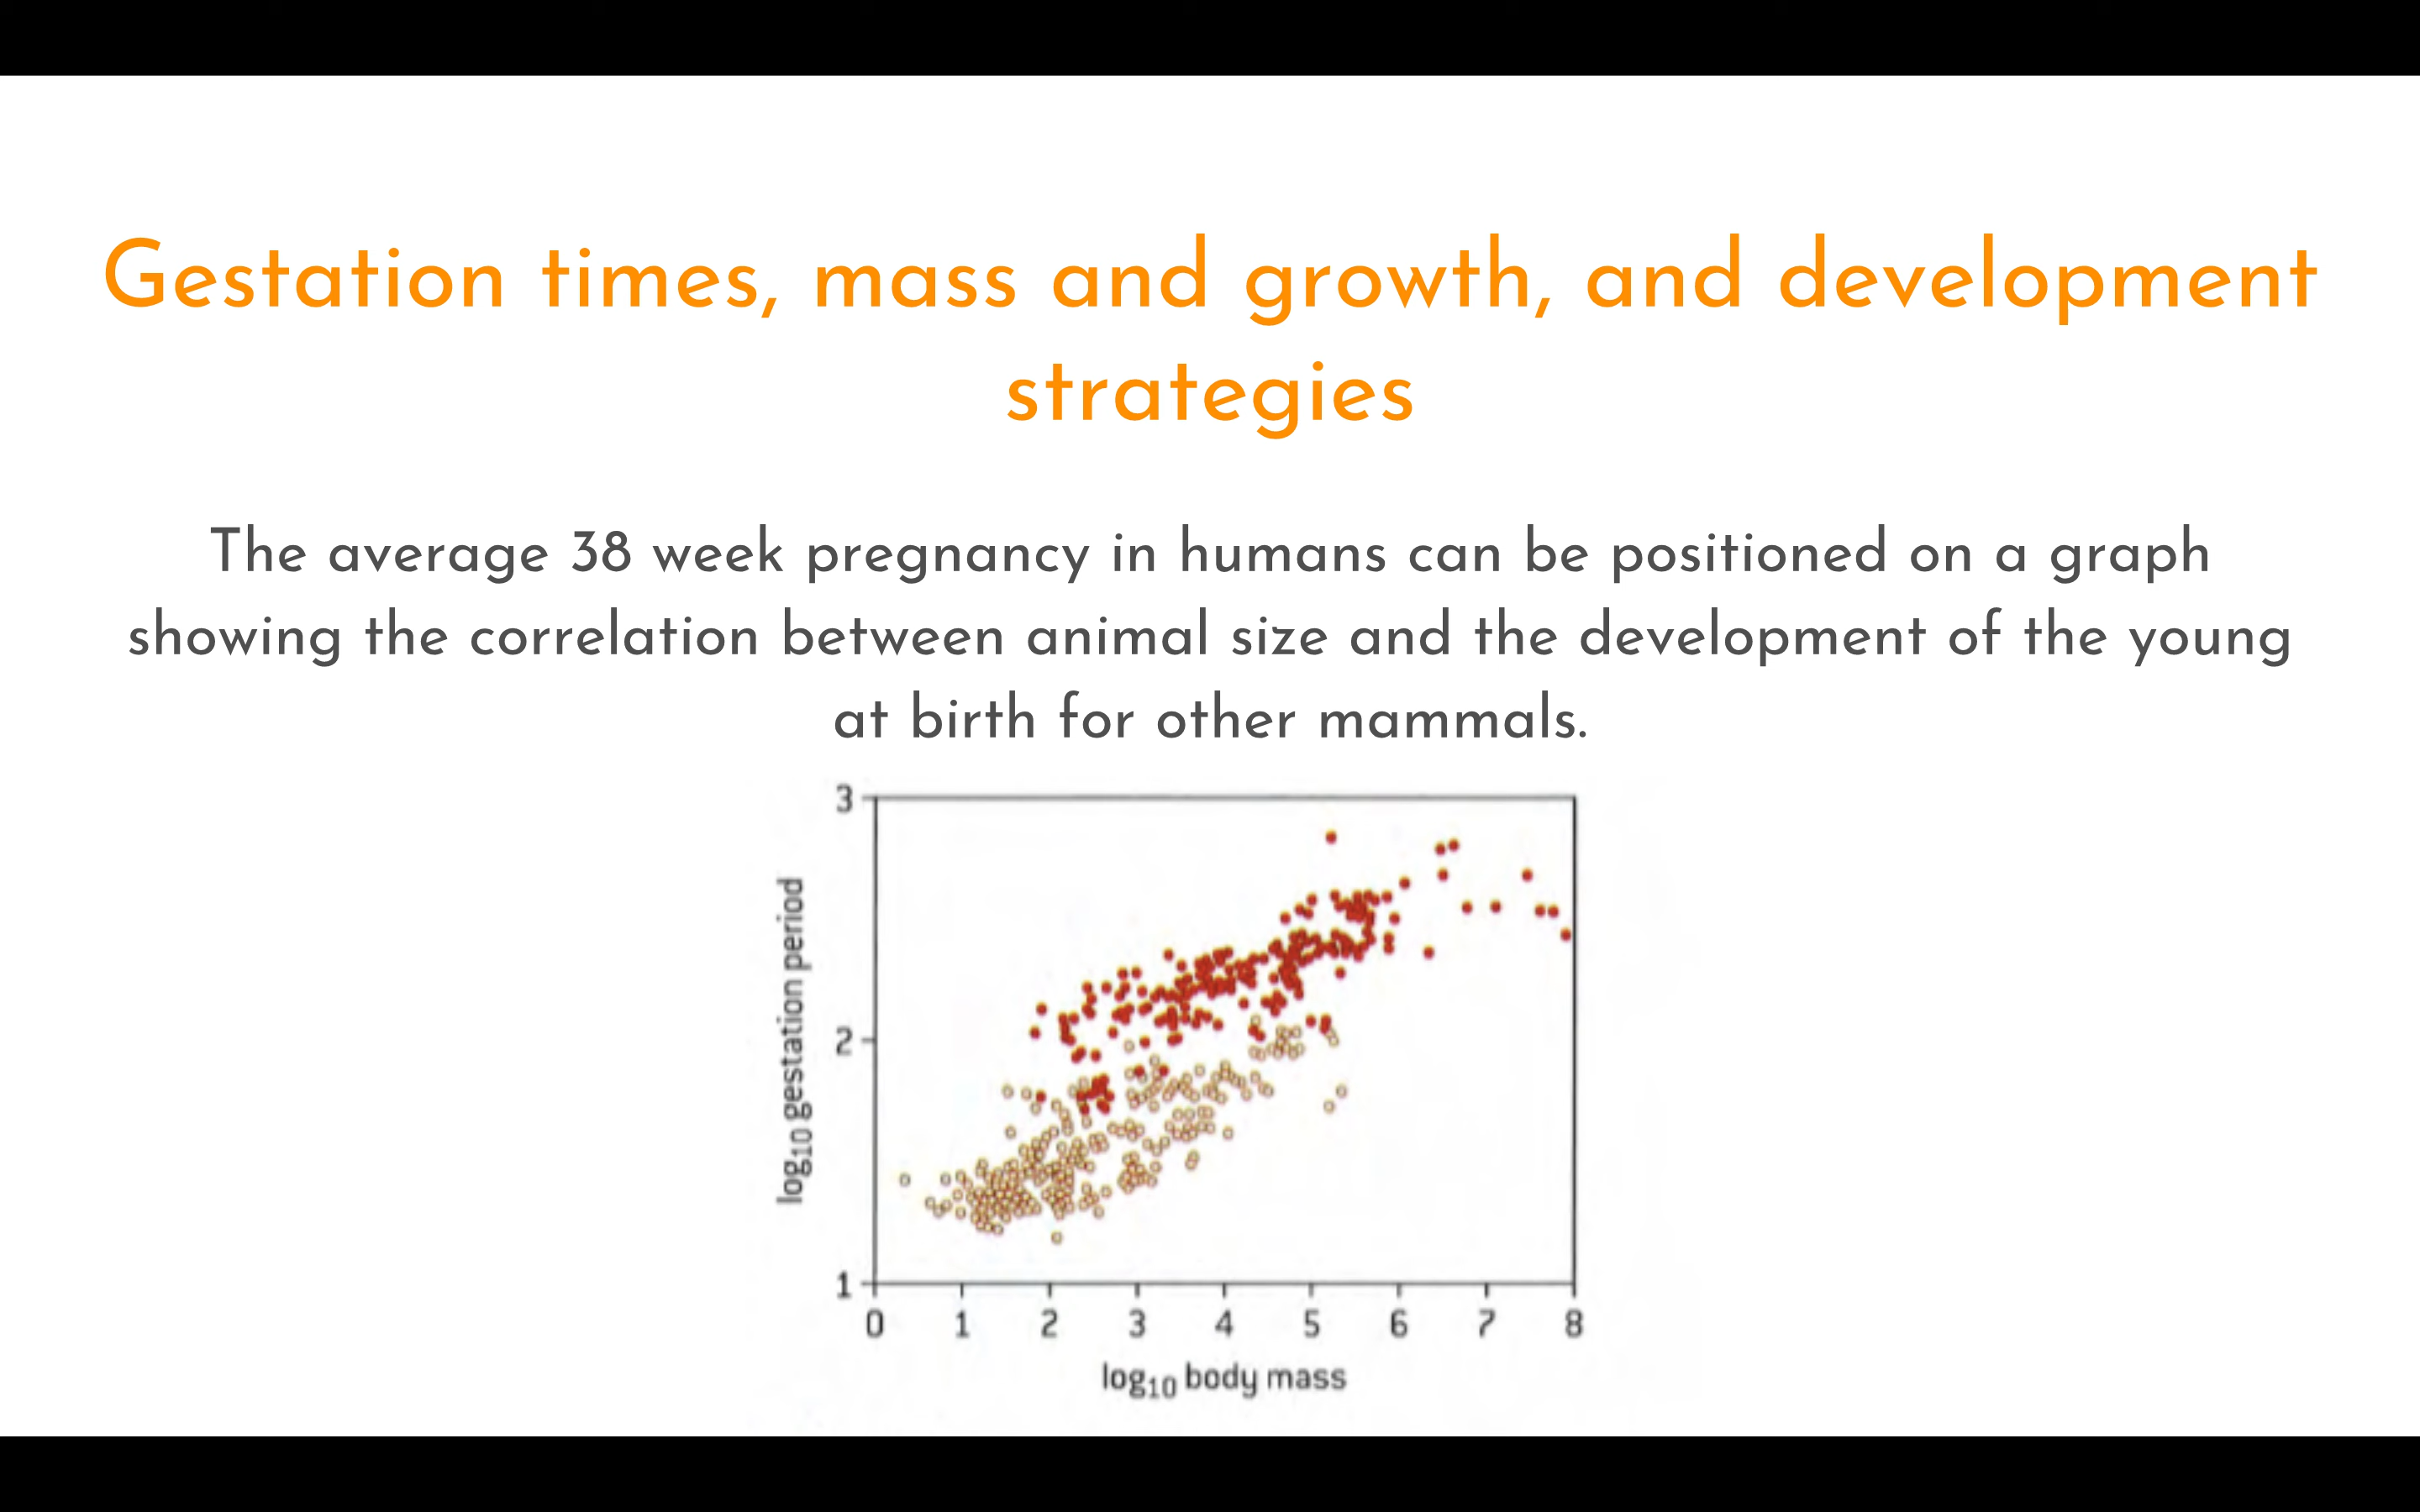 Gestation times, mass and growth, and development
strategies
The average 38 week pregnancy in humans can be positioned on a graph
showing the correlation between animal size and the development of the young
at birth for other mammals.
3
2
1
log10 gestation period
0 1 2 3 4 5 6 7 8
log10 body mass